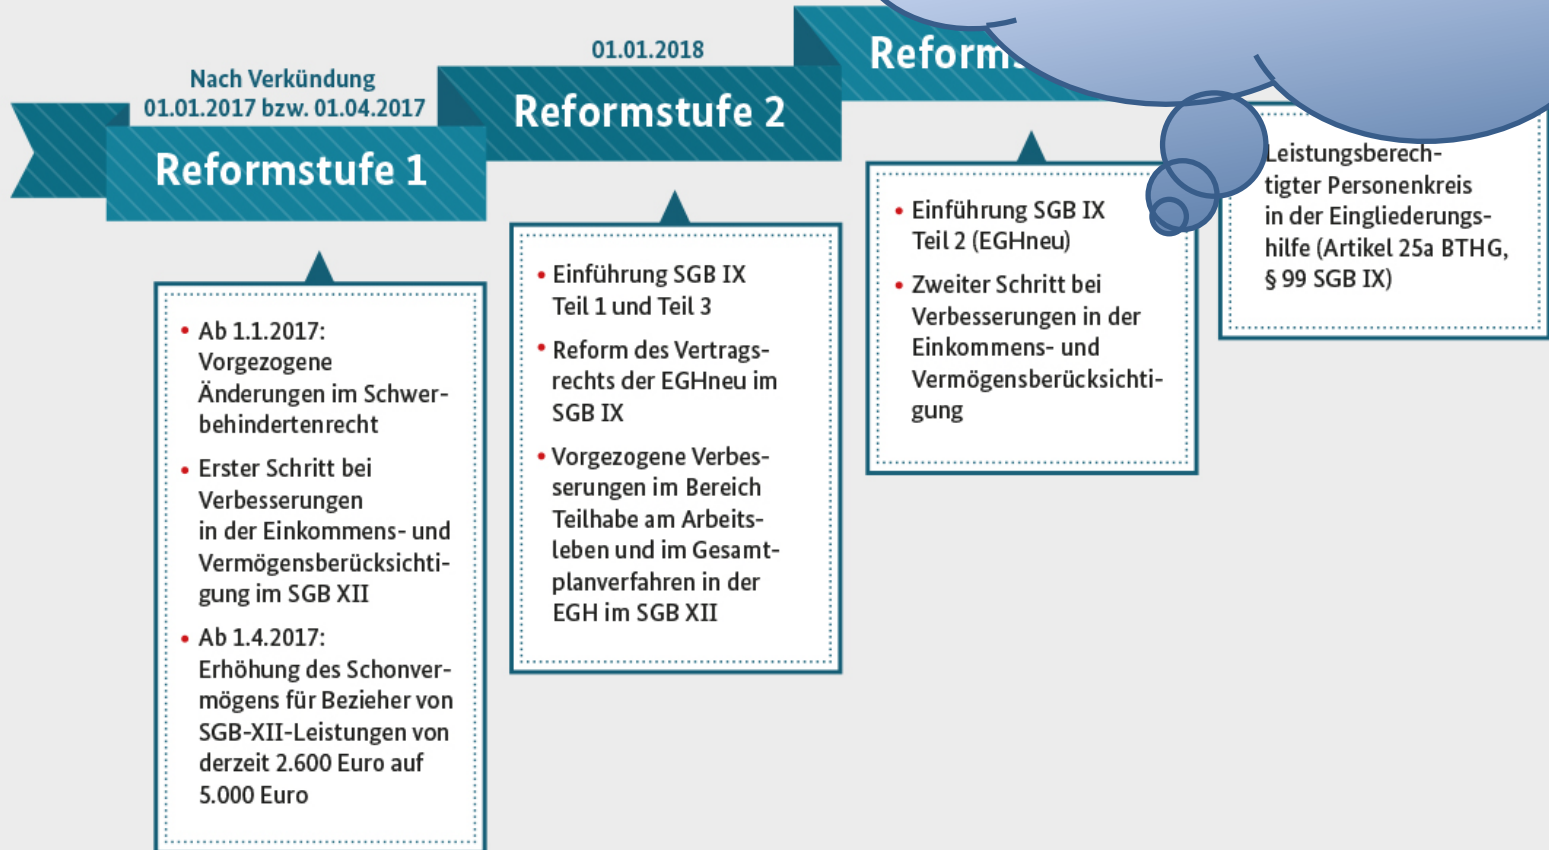 Nach Verkündung
01.01.2017 bzw. 01.04.2017
Reformstufe 1
• Ab 1.1.2017:
Vorgezogene
Änderungen im Schwer-
behindertenrecht
• Erster Schritt bei
Verbesserungen
in der Einkommens- und
Vermögensberücksichti-
gung im SGB XII
• Ab 1.4.2017:
Erhöhung des Schonver-
mögens für Bezieher von
SGB-XII-Leistungen von
derzeit 2.600 Euro auf
5.000 Euro
01.01.2018
Reformstufe 2
• Einführung SGB IX
Teil 1 und Teil 3
• Reform des Vertrags-
rechts der EGHneu im
SGB IX
• Vorgezogene Verbes-
serungen im Bereich
Teilhabe am Arbeits-
leben und im Gesamt-
planverfahren in der
EGH im SGB XII
Reforms
• Einführung SGB IX
Teil 2 (EGHneu)
• Zweiter Schritt bei
Verbesserungen in der
Einkommens- und
Vermögensberücksichti-
gung
Leistungsberech-
tigter Personenkreis
in der Eingliederungs-
hilfe (Artikel 25a BTHG,
§ 99 SGB IX)